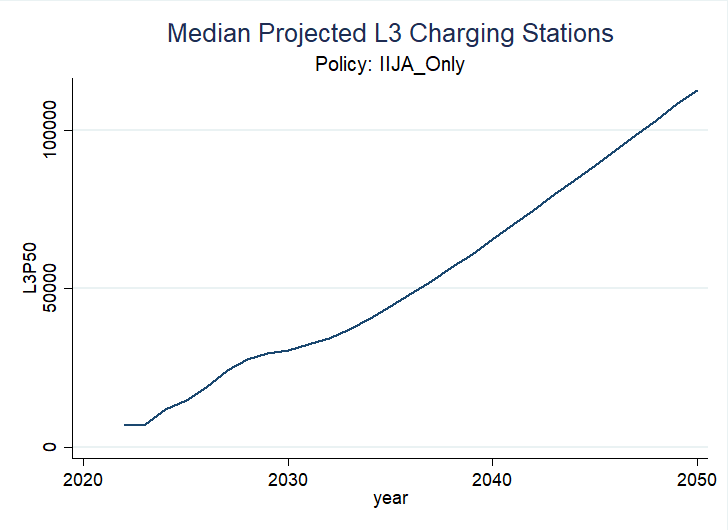 Median Projected L3 Charging Stations
Policy: IIJA_Only
100000
50000
0
L3P50
2020
2030
2040
2050
year